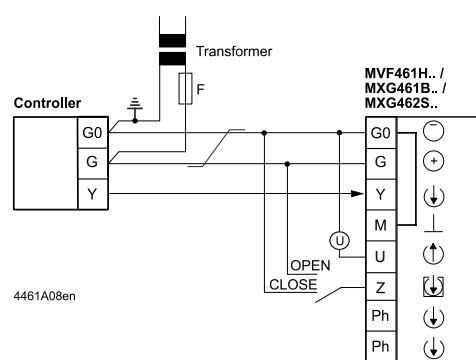 Transformer
F
MVF461H.. /
MXG461B.. /
MXG462S..
Controller
G0
G
Y
G0
G
Y
M
U
Z
Ph
Ph
U
OPEN
CLOSE
4461A08en